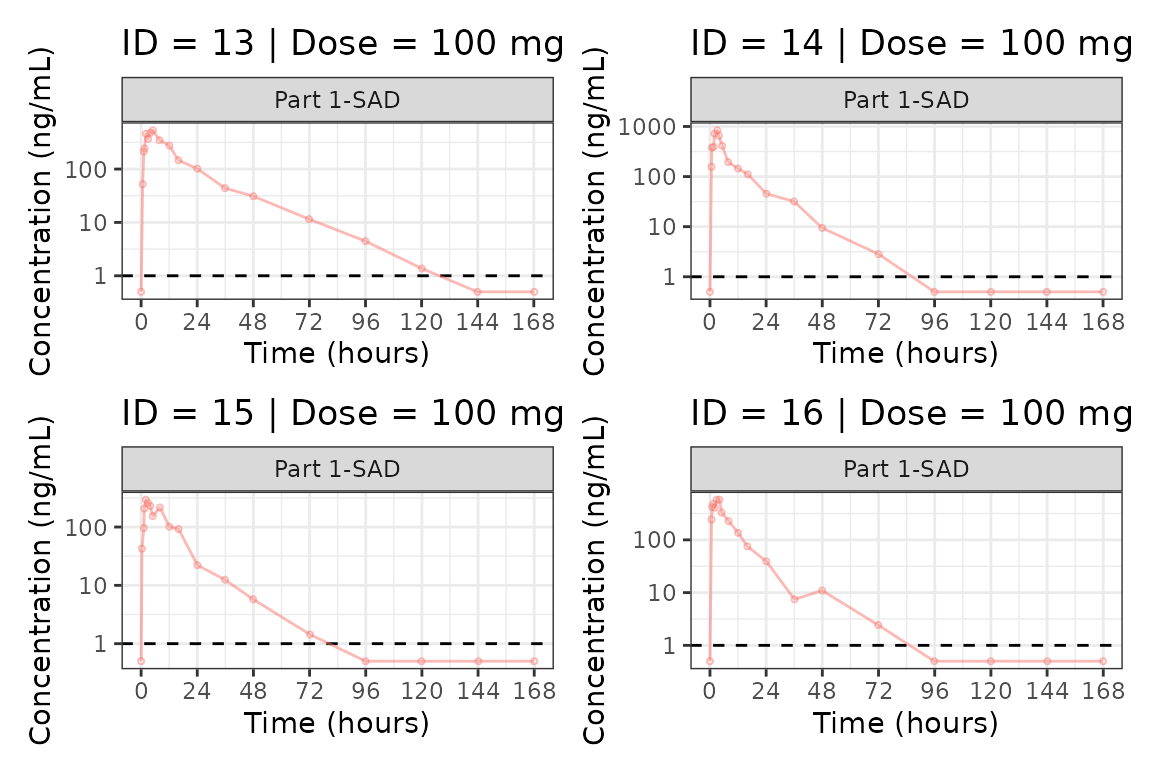 ID = 13 | Dose = 100 mg
Part 1-SAD
Concentration (ng/mL)
100
10
1
0 24 48 72 96 120 144 168
Time (hours)
ID = 14 | Dose = 100 mg
Part 1-SAD
Concentration (ng/mL)
1000
100
10
1
0 24 48 72 96 120 144 168
Time (hours)
ID = 15 | Dose = 100 mg
Part 1-SAD
Concentration (ng/mL)
100
10
1
0 24 48 72 96 120 144 168
Time (hours)
ID = 16 | Dose = 100 mg
Part 1-SAD
Concentration (ng/mL)
100
10
1
0 24 48 72 96 120 144 168
Time (hours)